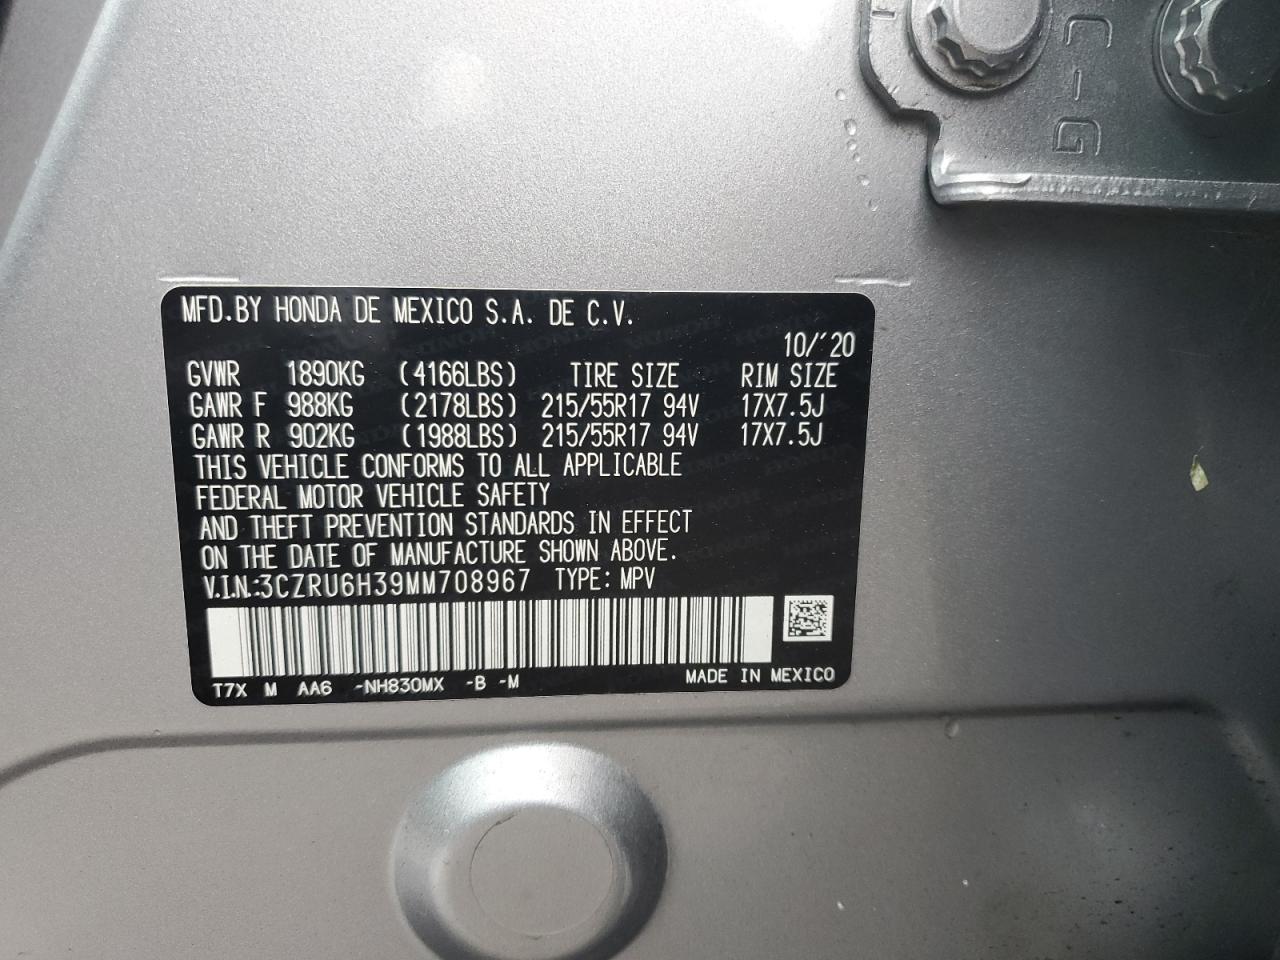 C-G
MFD.BY HONDA DE MEXICO S.A. DE C.V.
10/'20
GVWR 1890KG (4166LBS) TIRE SIZE RIM SIZE
GAWR F 988KG (2178LBS) 215/55R17 94V 17X7.5J
GAWR R 902KG (1988LBS) 215/55R17 94V 17X7.5J
THIS VEHICLE CONFORMS TO ALL APPLICABLE
FEDERAL MOTOR VEHICLE SAFETY
AND THEFT PREVENTION STANDARDS IN EFFECT
ON THE DATE OF MANUFACTURE SHOWN ABOVE.
V.I.N.:3CZRU6H39MM708967 TYPE: MPV
T7X M AA6 -NH830MX -B -M MADE IN MEXICO